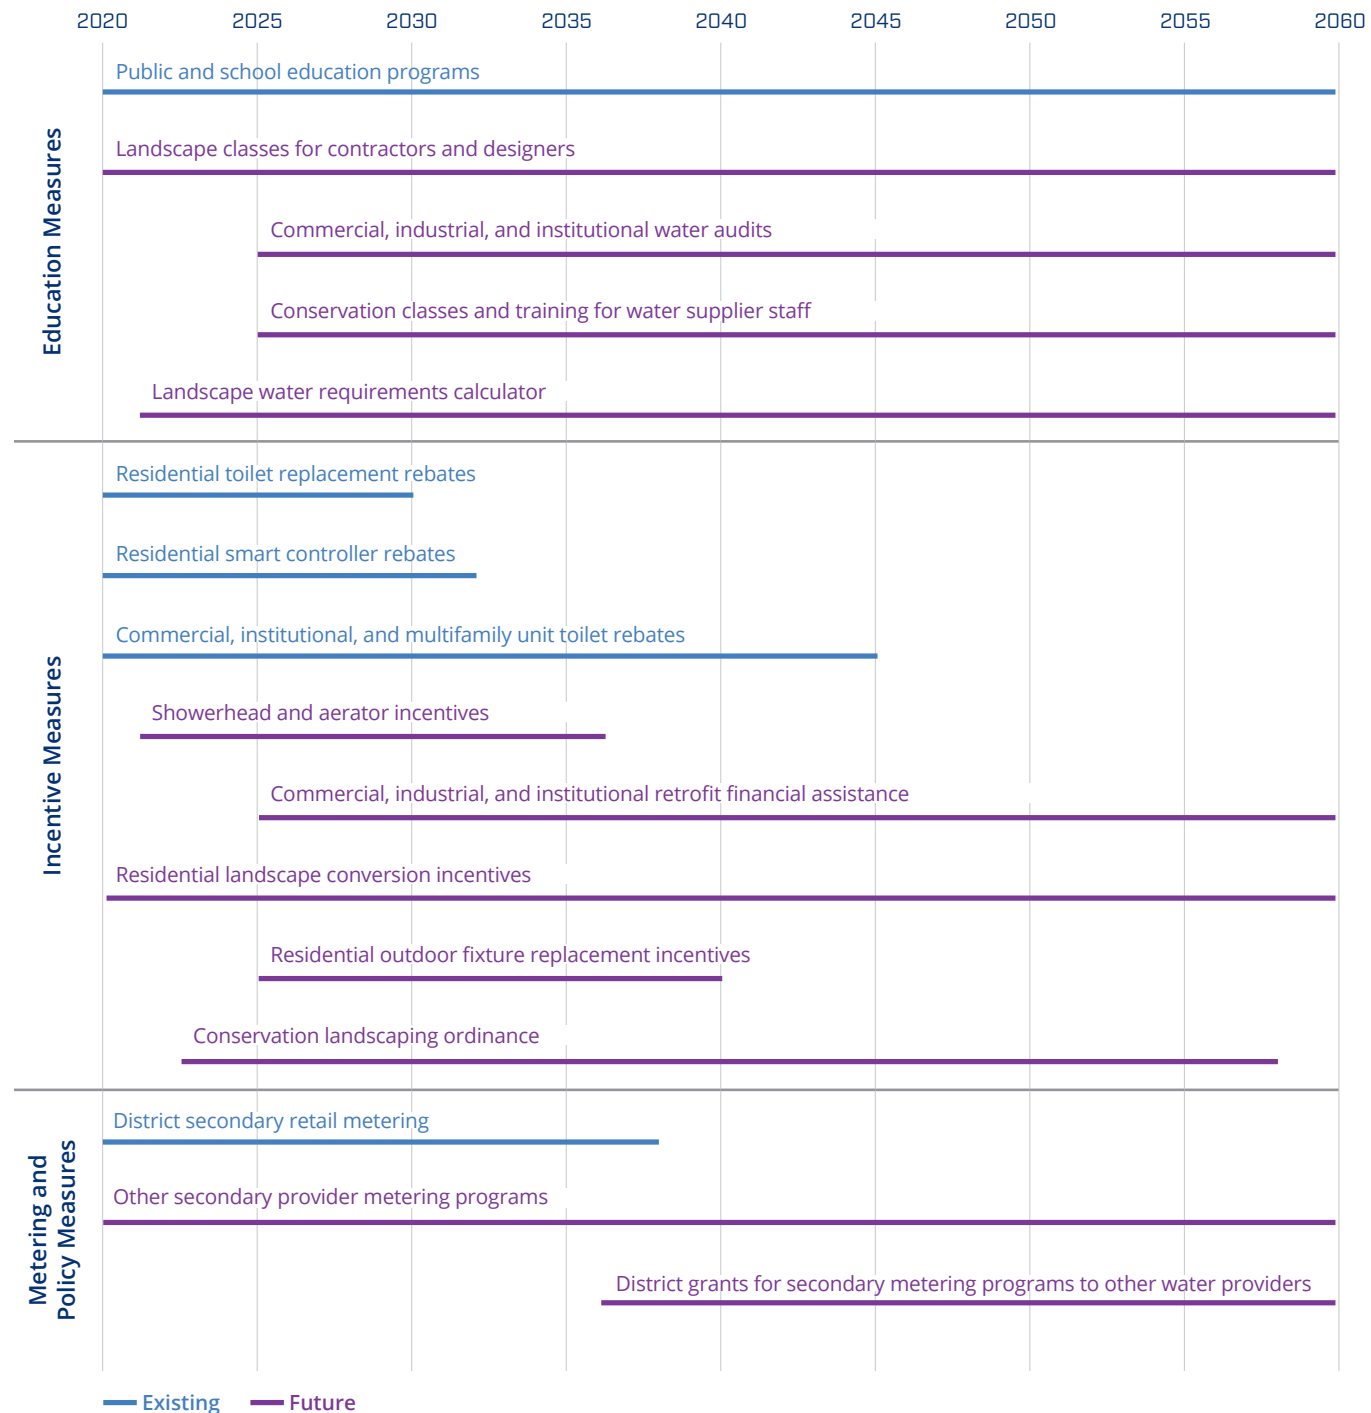 2020 2025 2030 2035 2040 2045 2050 2055 2060
Education Measures
Public and school education programs
Landscape classes for contractors and designers
Commercial, industrial, and institutional water audits
Conservation classes and training for water supplier staff
Landscape water requirements calculator
Incentive Measures
Residential toilet replacement rebates
Residential smart controller rebates
Commercial, institutional, and multifamily unit toilet rebates
Showerhead and aerator incentives
Commercial, industrial, and institutional retrofit financial assistance
Residential landscape conversion incentives
Residential outdoor fixture replacement incentives
Conservation landscaping ordinance
Metering and
Policy Measures
District secondary retail metering
Other secondary provider metering programs
District grants for secondary metering programs to other water providers
Existing Future